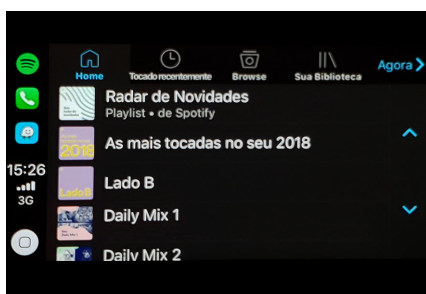 Home
Tocado recentemente
Browse
Sua Biblioteca
Agora
Radar de Novidades
Playlist • de Spotify
As mais tocadas no seu 2018
2018
Lado B
Lado B
Daily Mix 1
Daily Mix 2
15:26
3G